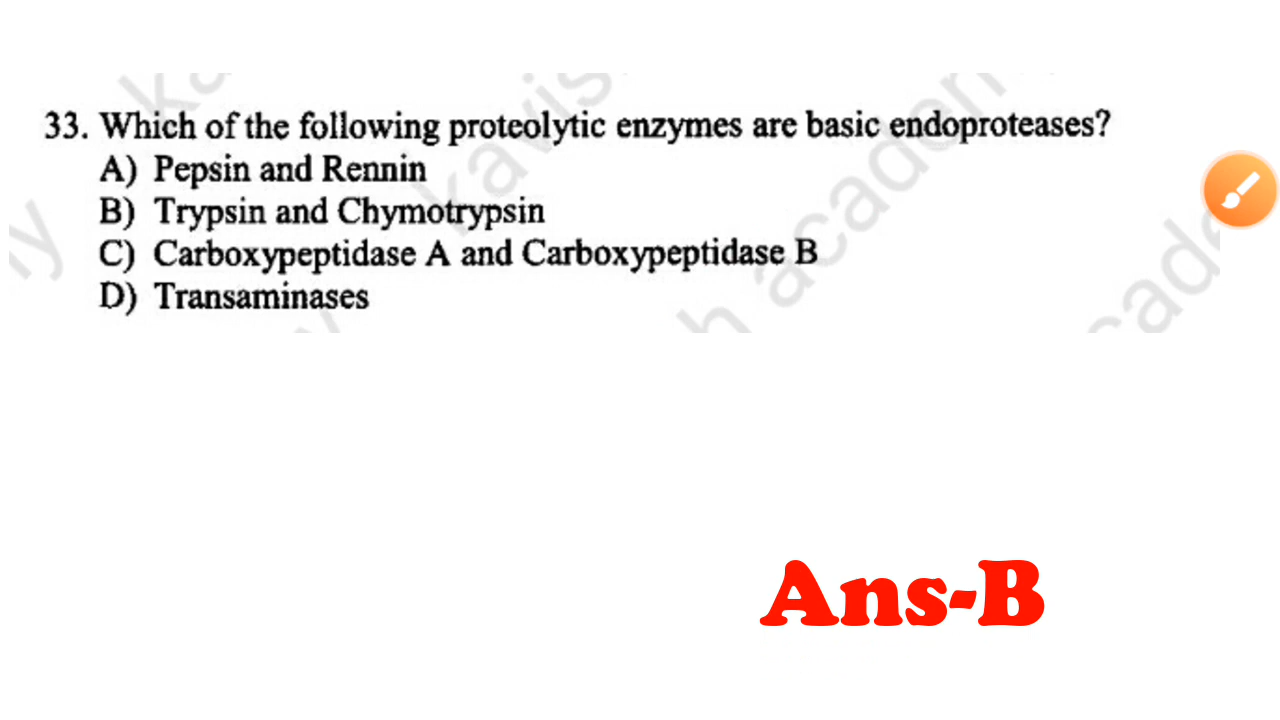 33. Which of the following proteolytic enzymes are basic endoproteases?
A) Pepsin and Rennin
B) Trypsin and Chymotrypsin
C) Carboxypeptidase A and Carboxypeptidase B
D) Transaminases
Ans-B